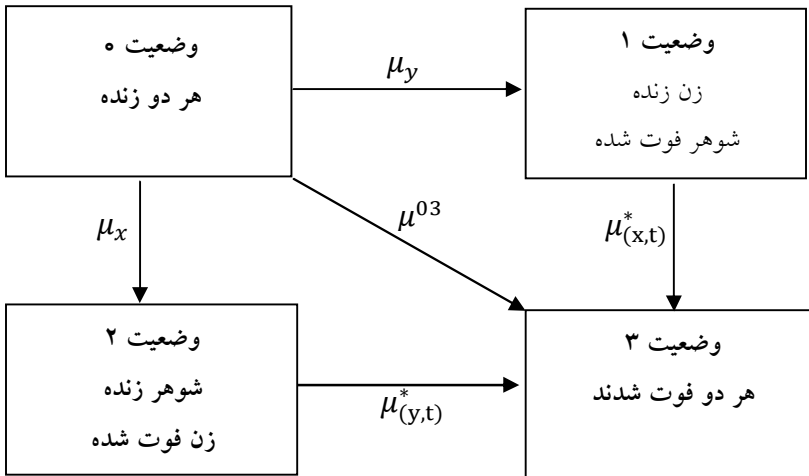 وضعیت ۰
هر دو زنده
μ_y
وضعیت ۱
زن زنده
شوهر فوت شده
μ_x
μ^{03}
μ^*_{(x,t)}
وضعیت ۲
شوهر زنده
زن فوت شده
μ^*_{(y,t)}
وضعیت ۳
هر دو فوت شدند